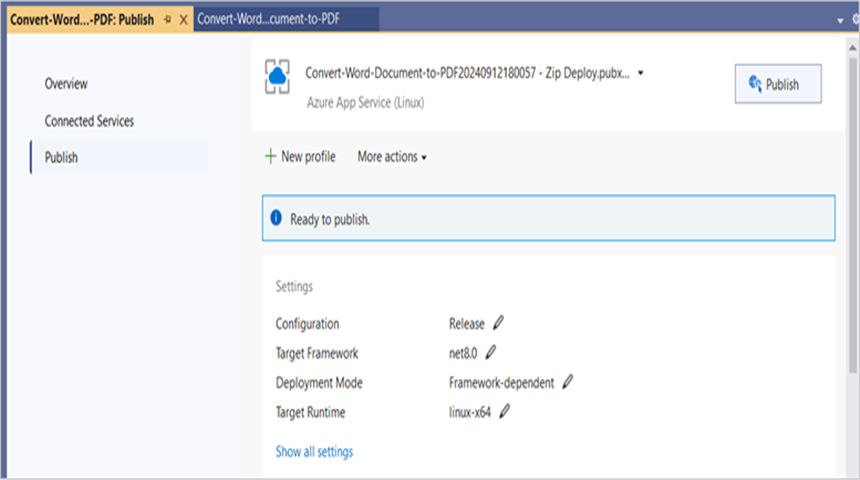 Convert-Word...-PDF: Publish Convert-Word...cument-to-PDF
Overview
Connected Services
Publish
Convert-Word-Document-to-PDF20240912180057 - Zip Deploy.pubx...
Azure App Service (Linux)
Publish
New profile More actions
Ready to publish.
Settings
Configuration Release
Target Framework net8.0
Deployment Mode Framework-dependent
Target Runtime linux-x64
Show all settings